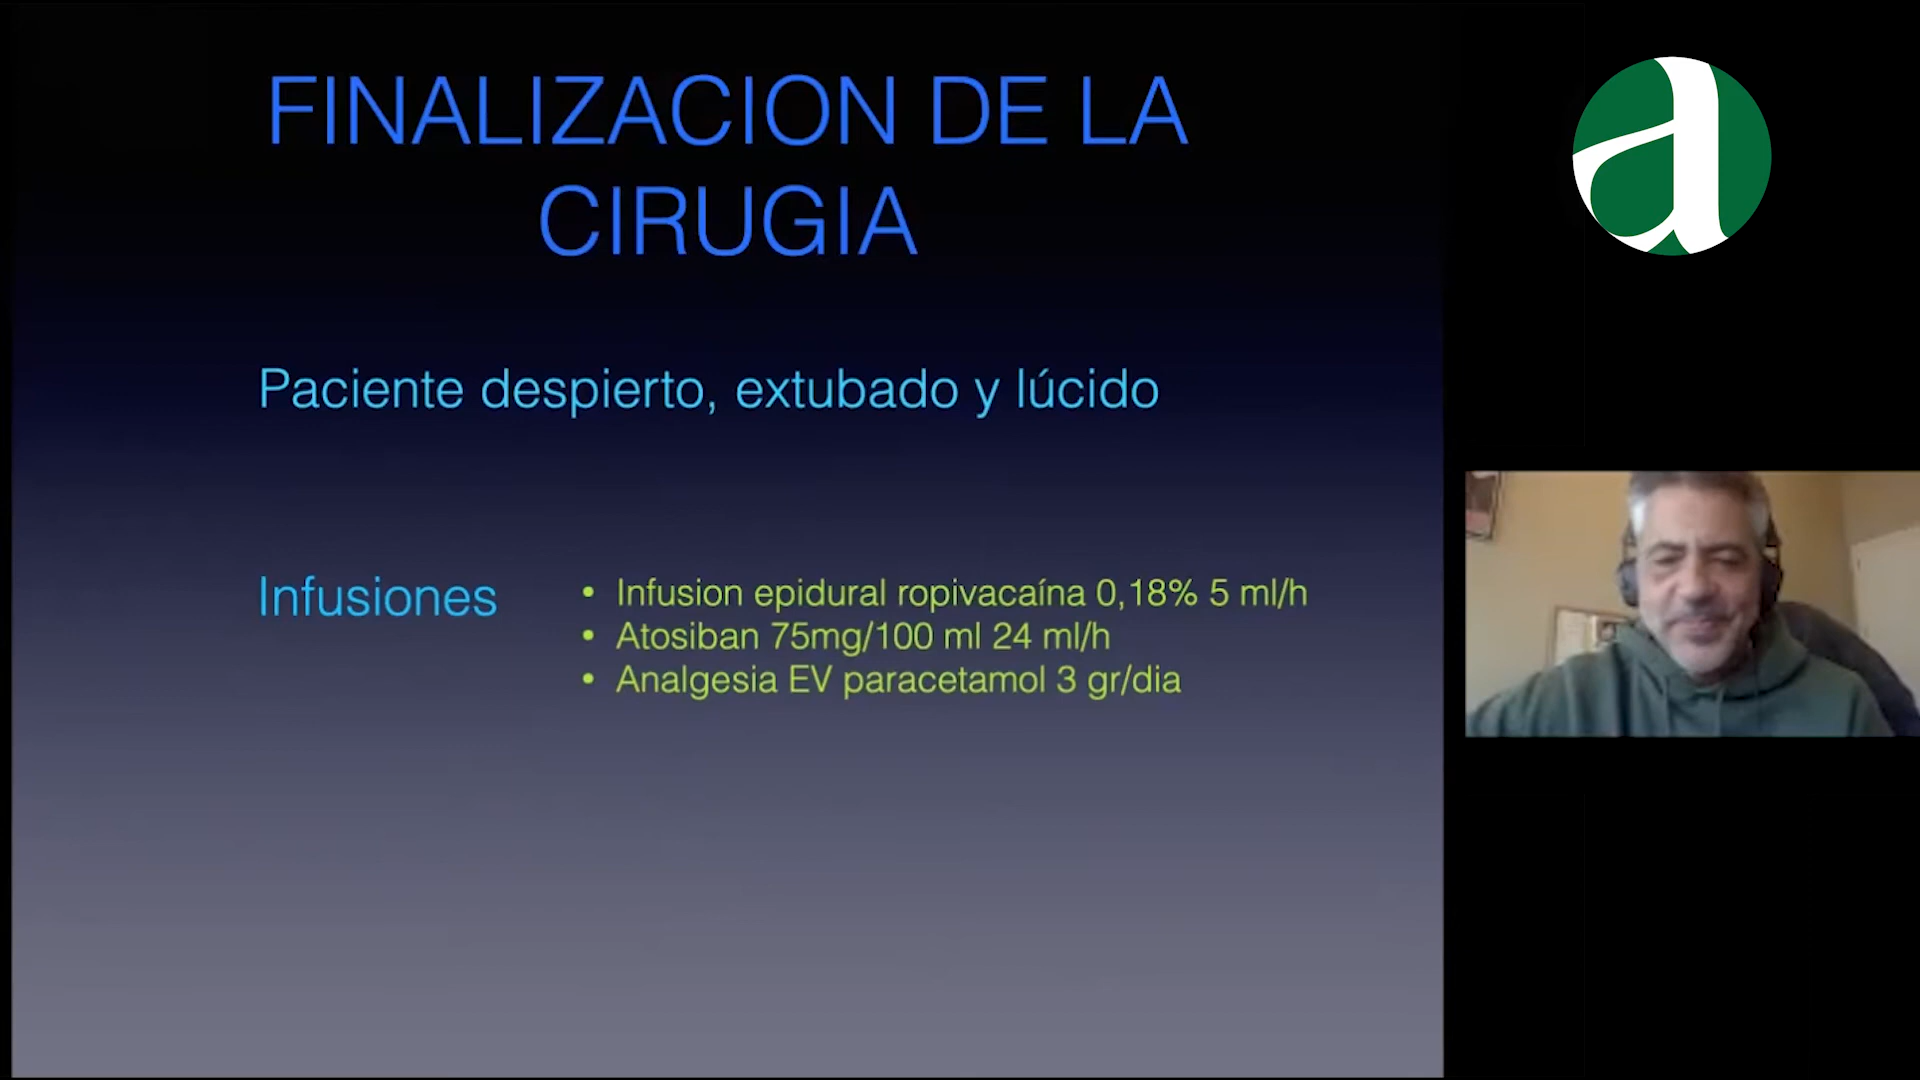 FINALIZACION DE LA
CIRUGIA
Paciente despierto, extubado y lúcido
Infusiones
• Infusion epidural ropivacaína 0,18% 5 ml/h
• Atosiban 75mg/100 ml 24 ml/h
• Analgesia EV paracetamol 3 gr/dia
a